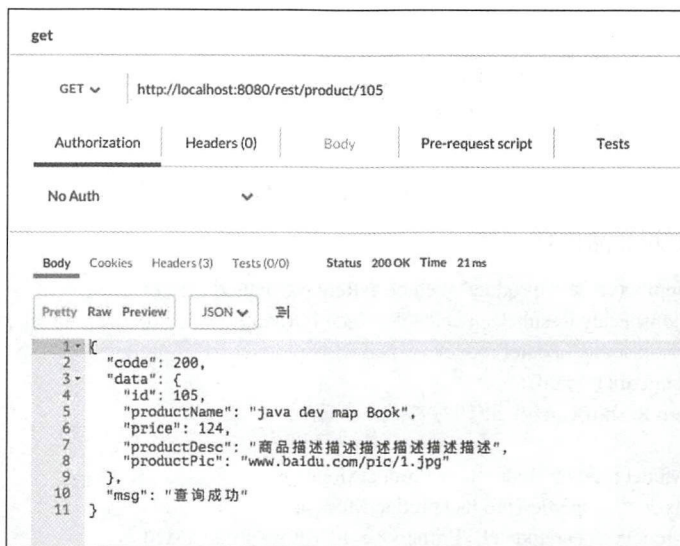 get
GET http://localhost:8080/rest/product/105
Authorization Headers (0) Body Pre-request script Tests
No Auth
Body Cookies Headers (3) Tests (0/0) Status 200 OK Time 21 ms
Pretty Raw Preview JSON
1 {
2 "code": 200,
3 "data": {
4 "id": 105,
5 "productName": "java dev map Book",
6 "price": 124,
7 "productDesc": "商品描述描述描述描述描述描述",
8 "productPic": "www.baidu.com/pic/1.jpg"
9 },
10 "msg": "查询成功"
11 }